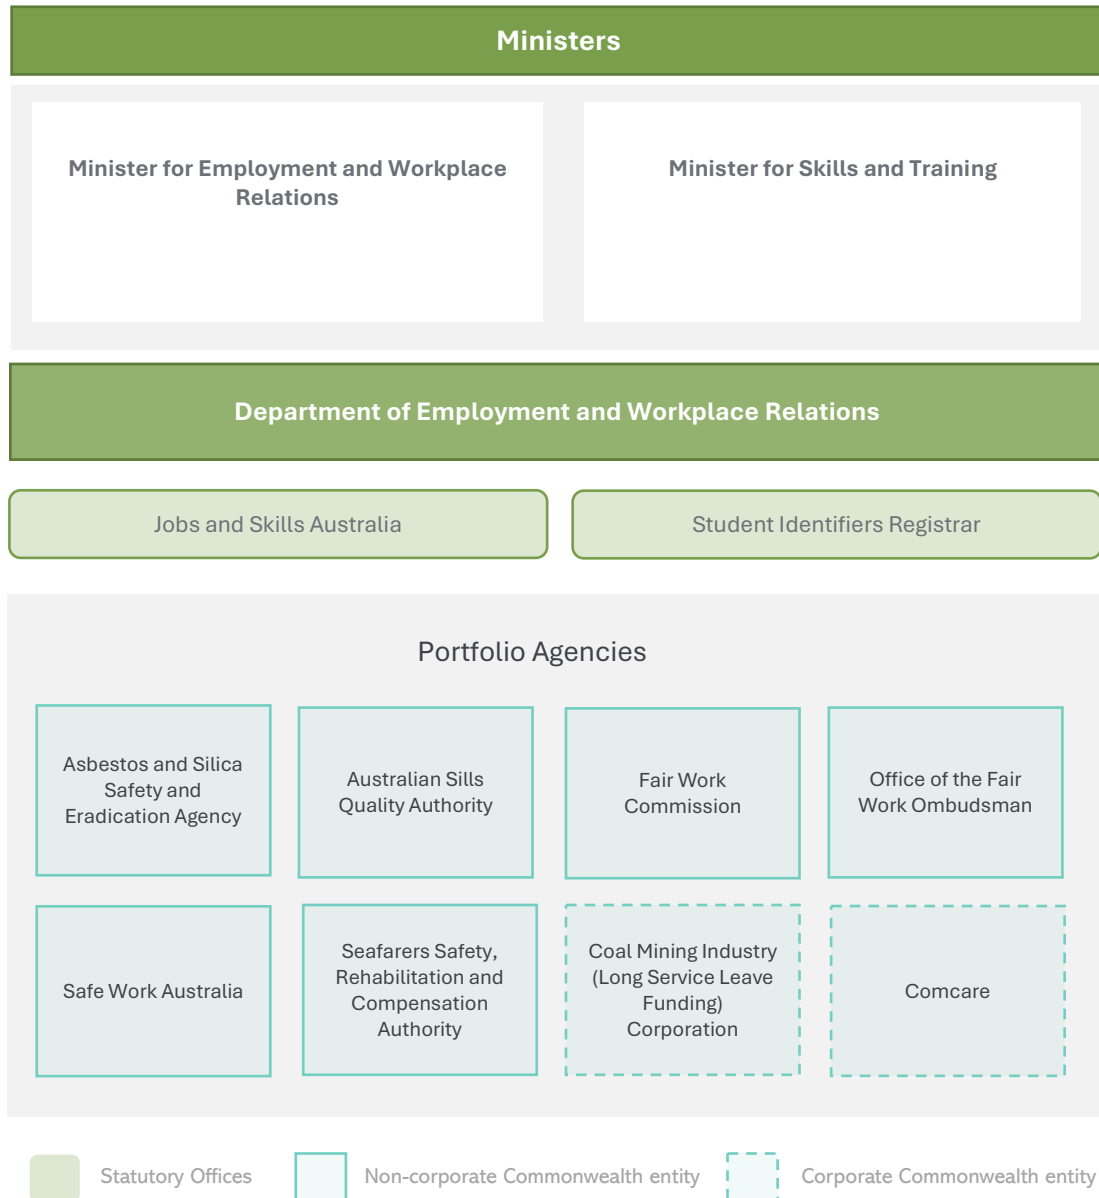 Ministers
Minister for Employment and Workplace
Relations
Minister for Skills and Training
Department of Employment and Workplace Relations
Jobs and Skills Australia
Student Identifiers Registrar
Portfolio Agencies
Asbestos and Silica
Safety and
Eradication Agency
Australian Sills
Quality Authority
Fair Work
Commission
Office of the Fair
Work Ombudsman
Safe Work Australia
Seafarers Safety,
Rehabilitation and
Compensation
Authority
Coal Mining Industry
(Long Service Leave
Funding)
Corporation
Comcare
Statutory Offices
Non-corporate Commonwealth entity
Corporate Commonwealth entity